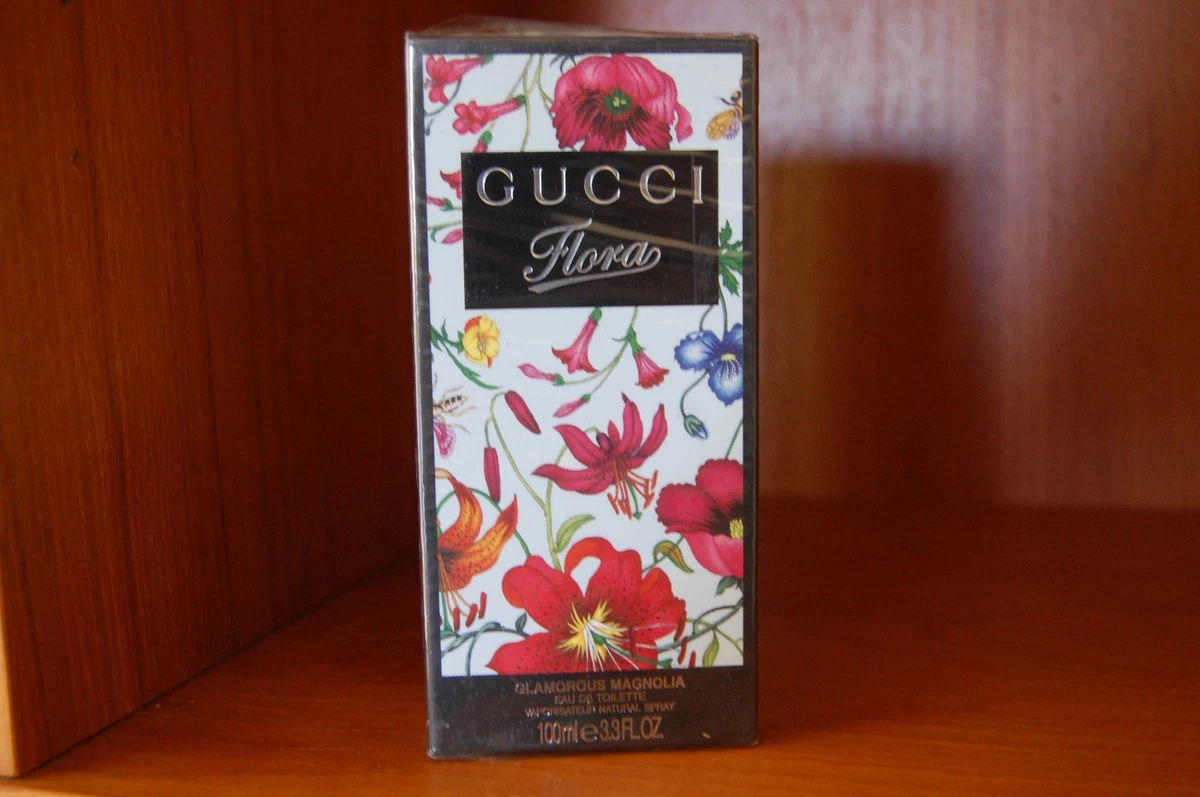 GUCCI
Flora
GLAMOROUS MAGNOLIA
EAU DE TOILETTE
VAPORISATEUR NATURAL SPRAY
100ml e 3.3 FL.OZ.